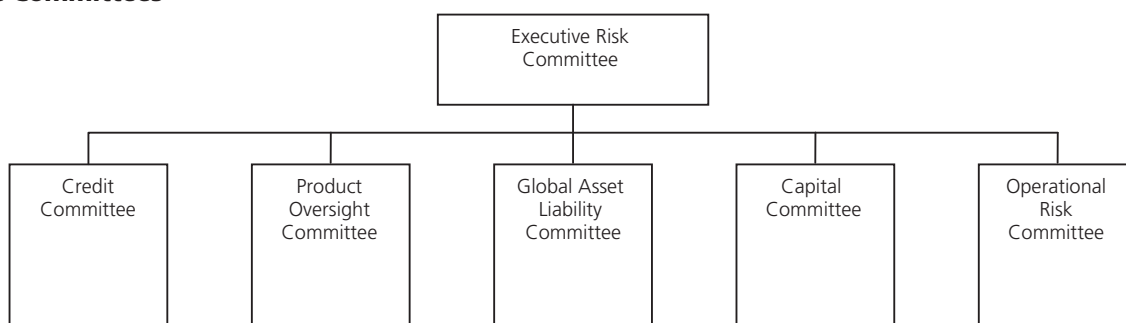 Committees
Executive Risk
Committee
Credit
Committee
Product
Oversight
Committee
Global Asset
Liability
Committee
Capital
Committee
Operational
Risk
Committee